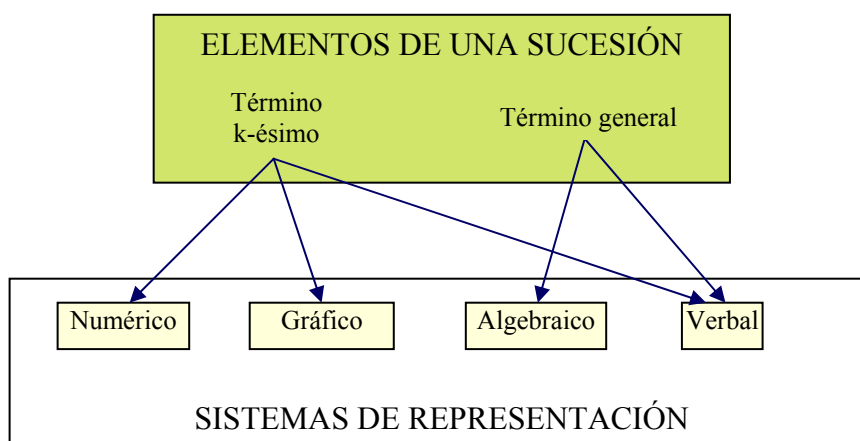 ELEMENTOS DE UNA SUCESIÓN
Término
k-ésimo
Término general
Numérico
Gráfico
Algebraico
Verbal
SISTEMAS DE REPRESENTACIÓN